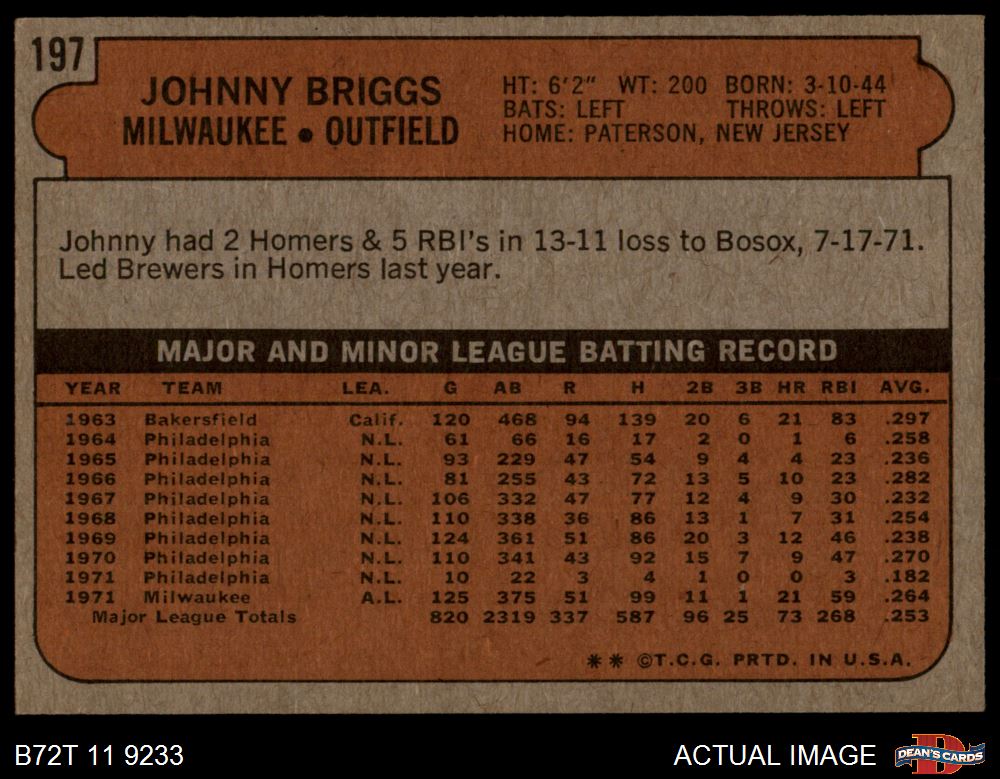 197
JOHNNY BRIGGS
MILWAUKEE • OUTFIELD
HT: 6'2" WT: 200 BORN: 3-10-44
BATS: LEFT THROWS: LEFT
HOME: PATERSON, NEW JERSEY
Johnny had 2 Homers & 5 RBI's in 13-11 loss to Bosox, 7-17-71.
Led Brewers in Homers last year.
MAJOR AND MINOR LEAGUE BATTING RECORD
YEAR TEAM LEA. G AB R H 2B 3B HR RBI AVG.
1963 Bakersfield Calif. 120 468 94 139 20 6 21 83 .297
1964 Philadelphia N.L. 61 66 16 17 2 0 1 6 .258
1965 Philadelphia N.L. 93 229 47 54 9 4 4 23 .236
1966 Philadelphia N.L. 81 255 43 72 13 5 10 23 .282
1967 Philadelphia N.L. 106 332 47 77 12 4 9 30 .232
1968 Philadelphia N.L. 110 338 36 86 13 1 7 31 .254
1969 Philadelphia N.L. 124 361 51 86 20 3 12 46 .238
1970 Philadelphia N.L. 110 341 43 92 15 7 9 47 .270
1971 Philadelphia N.L. 10 22 3 4 1 0 0 3 .182
1971 Milwaukee A.L. 125 375 51 99 11 1 21 59 .264
Major League Totals 820 2319 337 587 96 25 73 268 .253
** ©T.C.G. PRTD. IN U.S.A.
B72T 11 9233
ACTUAL IMAGE
DEAN'S CARDS